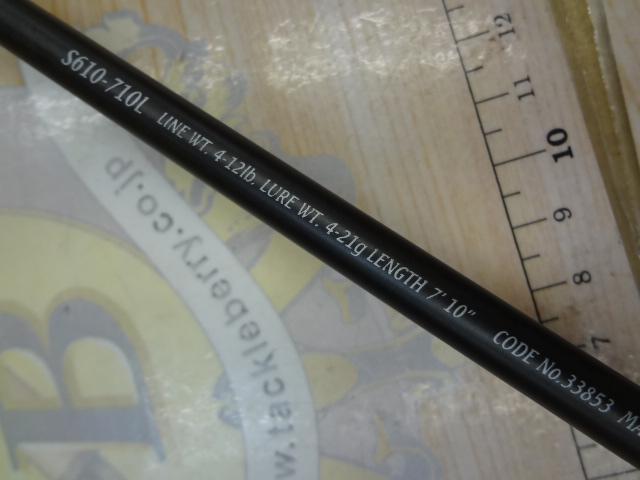 S610-710L LINE WT. 4-12lb. LURE WT. 4-21g LENGTH 7'10" CODE No.33853
12
11
10
9
8
7
w.tackleberry.co.jp
B